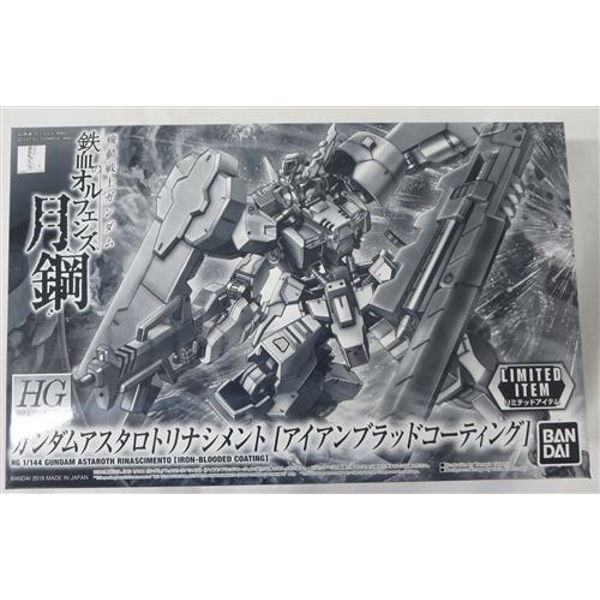 機動戦士ガンダム
鉄血のオルフェンズ
月鋼
HG
LIMITED
ITEM
リミテッドアイテム
ガンダムアスタロトリナシメント[アイアンブラッドコーティング]
HG 1/144 GUNDAM ASTAROTH RINASCIMENTO [IRON-BLOODED COATING]
BAN
DAI
BANDAI 2018 MADE IN JAPAN